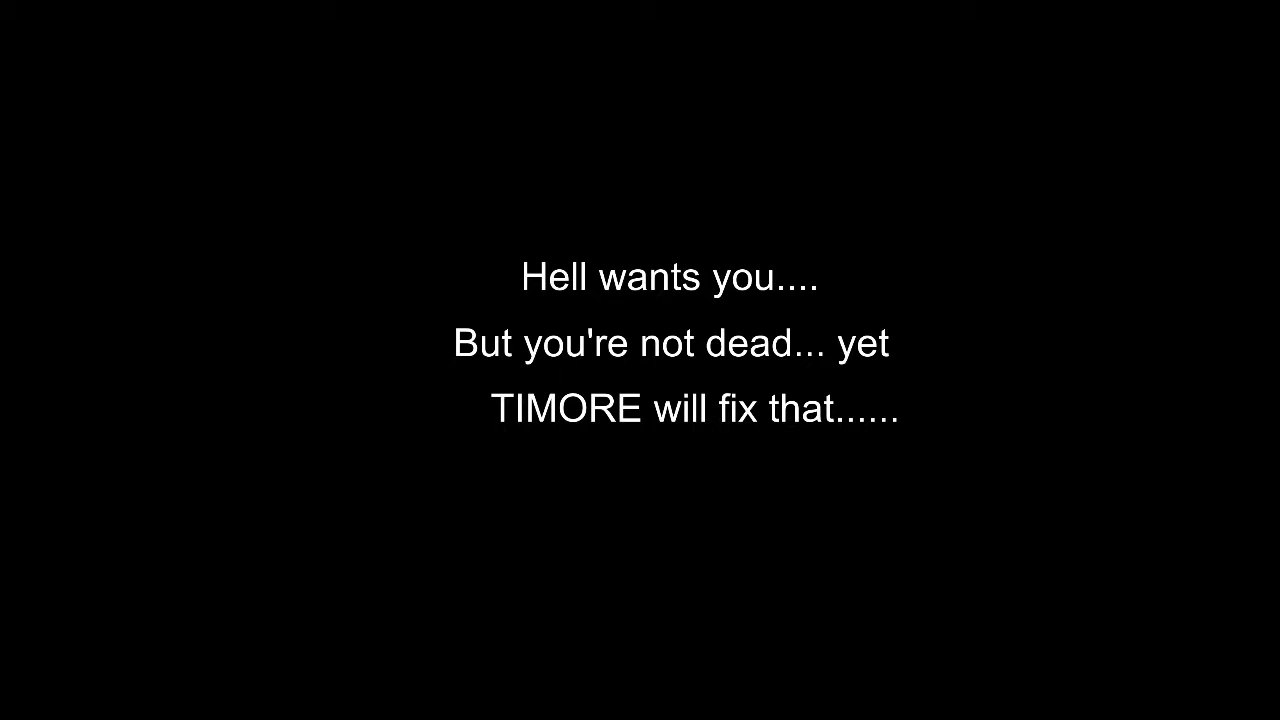 Hell wants you....
But you're not dead... yet
TIMORE will fix that......